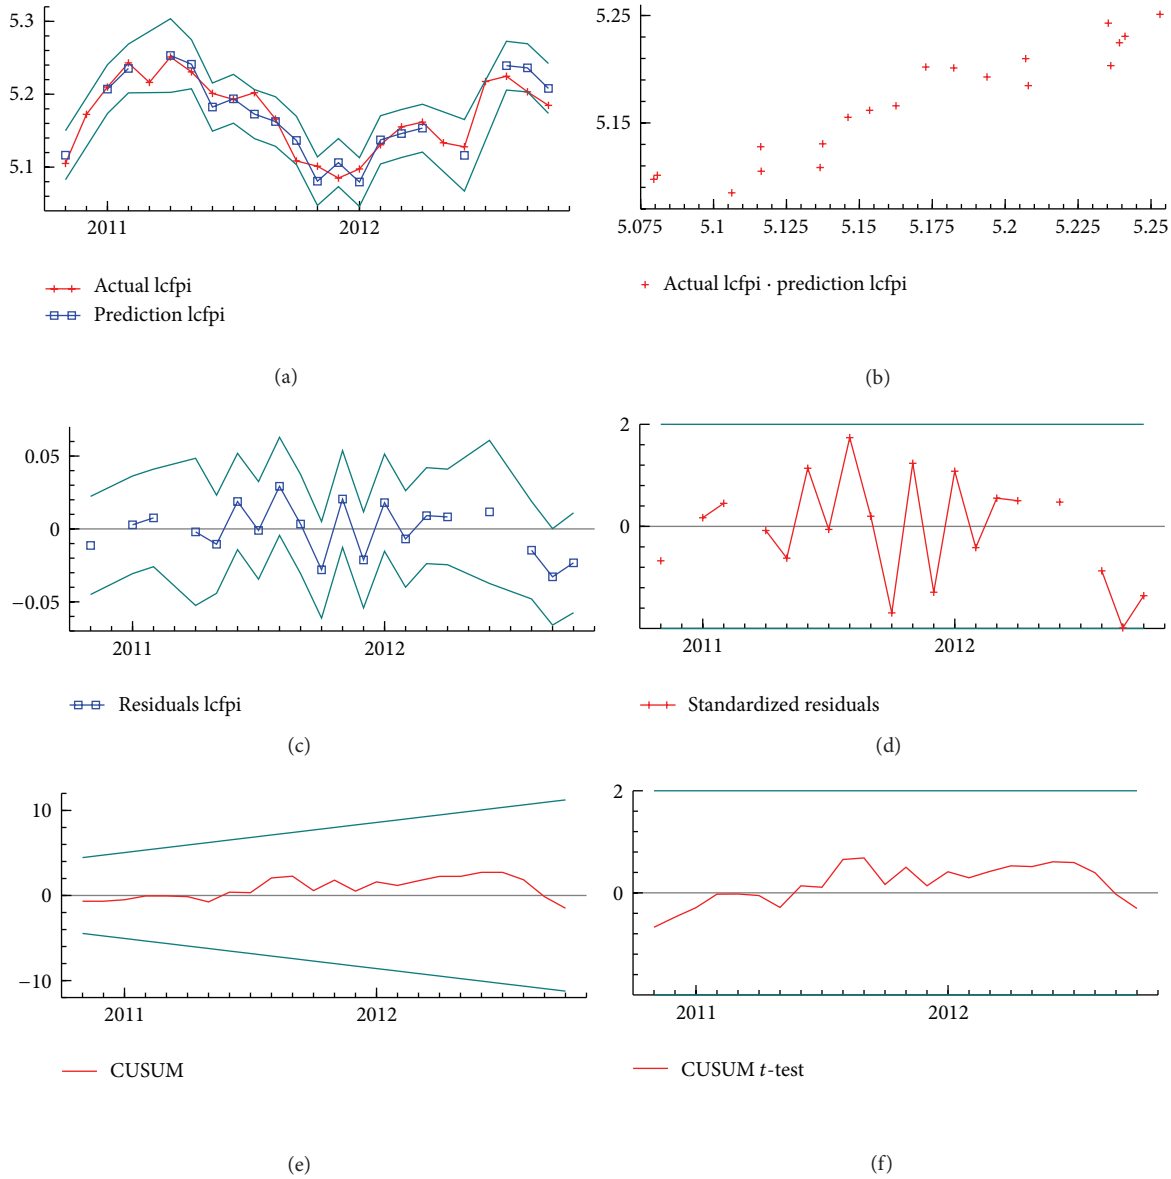 5.3
5.2
5.1
2011 2012
Actual lcfpi
Prediction lcfpi
(a)
5.25
5.15
5.075 5.1 5.125 5.15 5.175 5.2 5.225 5.25
Actual lcfpi · prediction lcfpi
(b)
0.05
0
−0.05
2011 2012
Residuals lcfpi
(c)
2
0
2011 2012
Standardized residuals
(d)
10
0
−10
2011 2012
CUSUM
(e)
2
0
2011 2012
CUSUM t-test
(f)